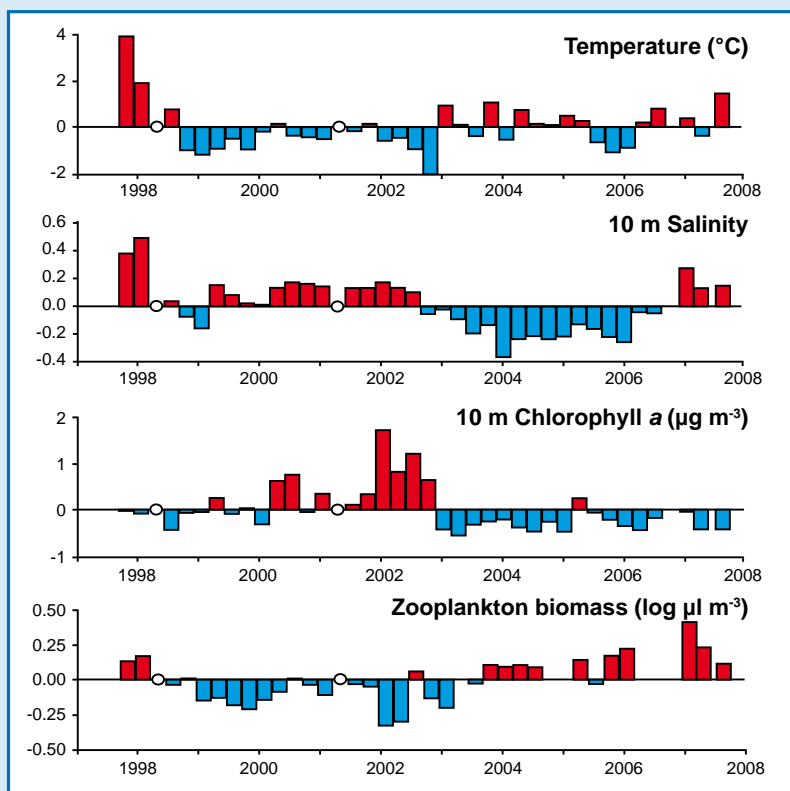 Temperature (°C)
4
2
0
-2
1998 2000 2002 2004 2006 2008
10 m Salinity
0.6
0.4
0.2
0.0
-0.2
-0.4
1998 2000 2002 2004 2006 2008
10 m Chlorophyll a (µg m-3)
2
1
0
-1
1998 2000 2002 2004 2006 2008
Zooplankton biomass (log µl m-3)
0.50
0.25
0.00
-0.25
-0.50
1998 2000 2002 2004 2006 2008